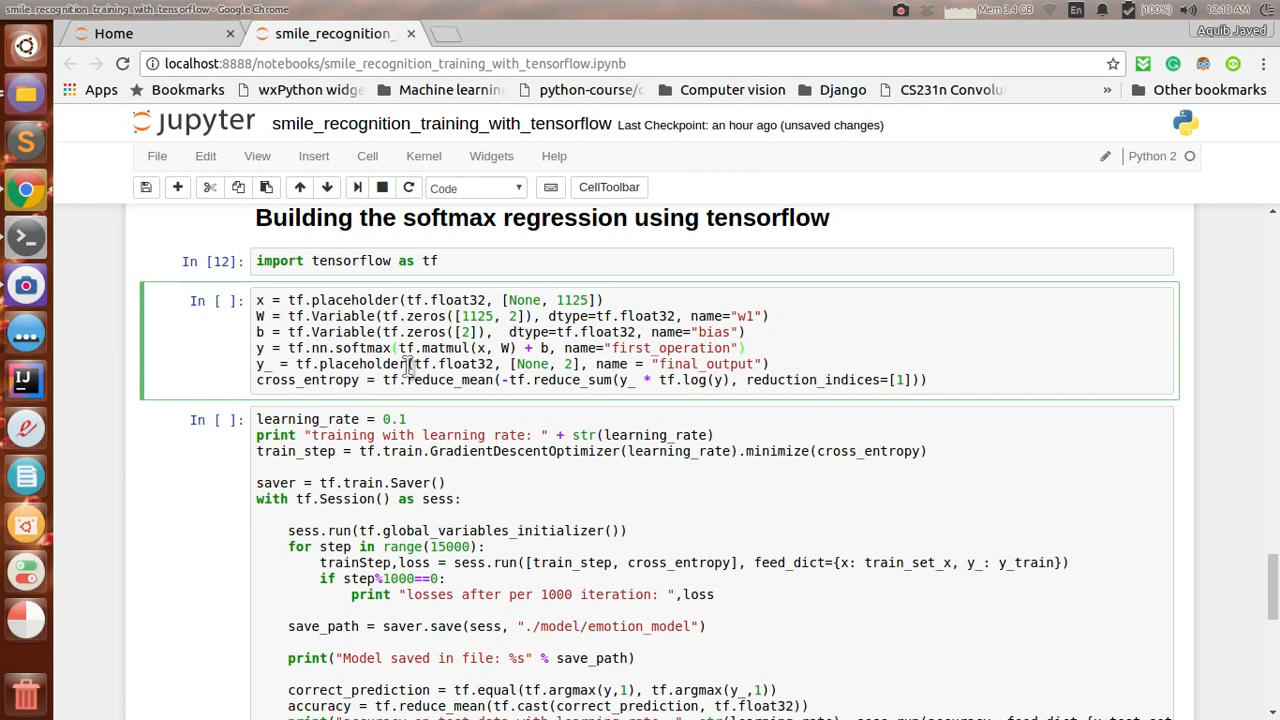 smile_recognition_training_with_tensorflow - Google Chrome
Mem 3.4 GB En (100%) 12:10 AM
Home
smile_recognition_
Aquib Javed
localhost:8888/notebooks/smile_recognition_training_with_tensorflow.ipynb
Apps Bookmarks wxPython widge Machine learning python-course/c Computer vision Django CS231n Convolu » Other bookmarks
jupyter smile_recognition_training_with_tensorflow Last Checkpoint: an hour ago (unsaved changes)
File Edit View Insert Cell Kernel Widgets Help Python 2
Code CellToolbar
Building the softmax regression using tensorflow
In [12]: import tensorflow as tf
In [ ]: x = tf.placeholder(tf.float32, [None, 1125])
W = tf.Variable(tf.zeros([1125, 2]), dtype=tf.float32, name="w1")
b = tf.Variable(tf.zeros([2]),  dtype=tf.float32, name="bias")
y = tf.nn.softmax(tf.matmul(x, W) + b, name="first_operation")
y_ = tf.placeholder(tf.float32, [None, 2], name = "final_output")
cross_entropy = tf.reduce_mean(-tf.reduce_sum(y_ * tf.log(y), reduction_indices=[1]))
In [ ]: learning_rate = 0.1
print "training with learning rate: " + str(learning_rate)
train_step = tf.train.GradientDescentOptimizer(learning_rate).minimize(cross_entropy)
saver = tf.train.Saver()
with tf.Session() as sess:
sess.run(tf.global_variables_initializer())
for step in range(15000):
trainStep,loss = sess.run([train_step, cross_entropy], feed_dict={x: train_set_x, y_: y_train})
if step%1000==0:
print "losses after per 1000 iteration: ",loss
save_path = saver.save(sess, "./model/emotion_model")
print("Model saved in file: %s" % save_path)
correct_prediction = tf.equal(tf.argmax(y,1), tf.argmax(y_,1))
accuracy = tf.reduce_mean(tf.cast(correct_prediction, tf.float32))